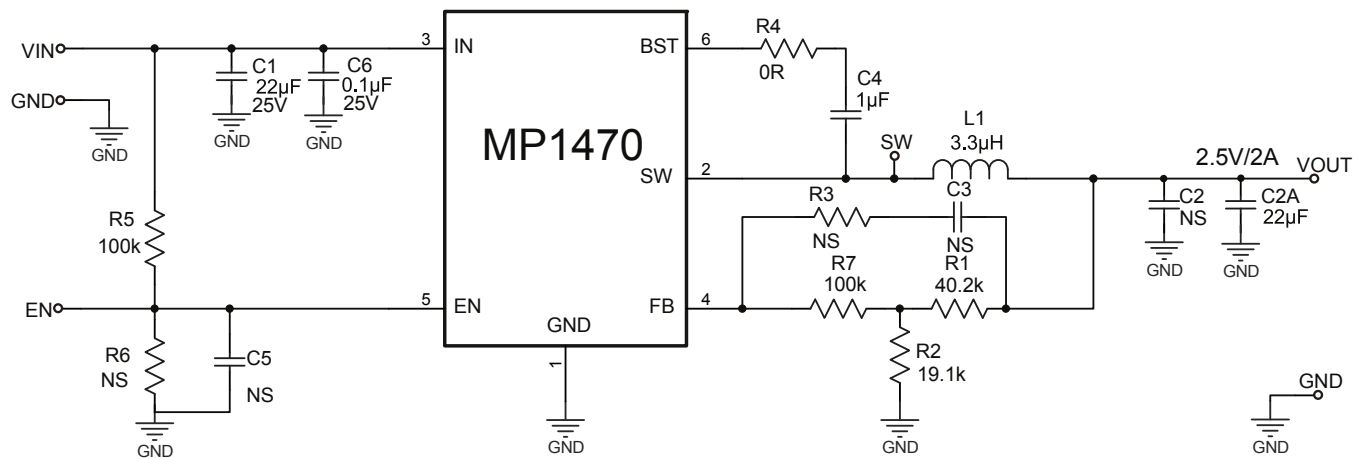 VIN
GND
GND
C1
22µF
25V
GND
C6
0.1µF
25V
GND
3
IN
MP1470
BST
6
R4
0R
C4
1µF
SW
2
SW
L1
3.3µH
2.5V/2A
VOUT
C2
NS
GND
C2A
22µF
GND
R3
NS
C3
NS
R5
100k
R7
100k
R1
40.2k
EN
5
EN
FB
4
GND
1
GND
R6
NS
C5
NS
GND
R2
19.1k
GND
GND
GND